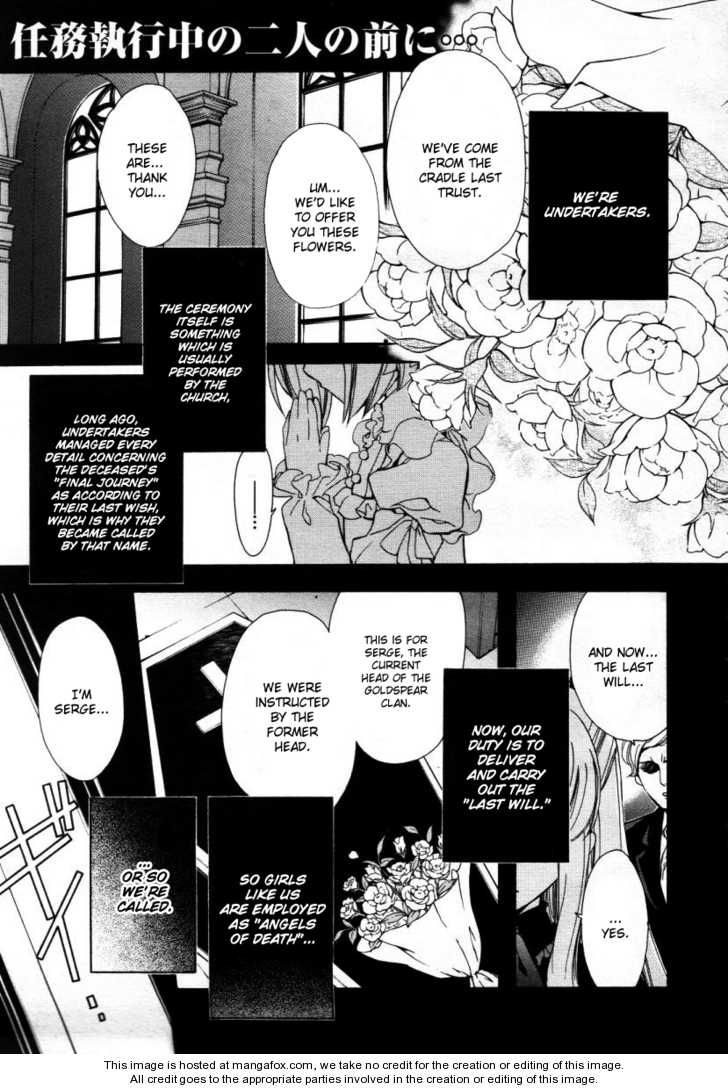 任務執行中の二人の前に…
WE'RE
UNDERTAKERS.
WE'VE COME
FROM THE
CRADLE LAST
TRUST.
UM...
WE'D LIKE
TO OFFER
YOU THESE
FLOWERS.
THESE
ARE...
THANK
YOU...
THE CEREMONY
ITSELF IS
SOMETHING
WHICH IS
USUALLY
PERFORMED
BY THE
CHURCH,
LONG AGO,
UNDERTAKERS
MANAGED EVERY
DETAIL CONCERNING
THE DECEASED'S
"FINAL JOURNEY"
AS ACCORDING TO
THEIR LAST WISH,
WHICH IS WHY THEY
BECAME CALLED
BY THAT NAME.
AND NOW...
THE LAST
WILL...
...
YES.
NOW, OUR
DUTY IS TO
DELIVER
AND CARRY
OUT THE
"LAST WILL."
THIS IS FOR
SERGE, THE
CURRENT
HEAD OF THE
GOLDSPEAR
CLAN.
WE WERE
INSTRUCTED
BY THE
FORMER
HEAD.
SO GIRLS
LIKE US
ARE EMPLOYED
AS "ANGELS
OF DEATH"...
...
OR SO
WE'RE
CALLED.
I'M
SERGE...
This image is hosted at mangafox.com, we take no credit for the creation or editing of this image.
All credit goes to the appropriate parties involved in the creation or editing of this image.